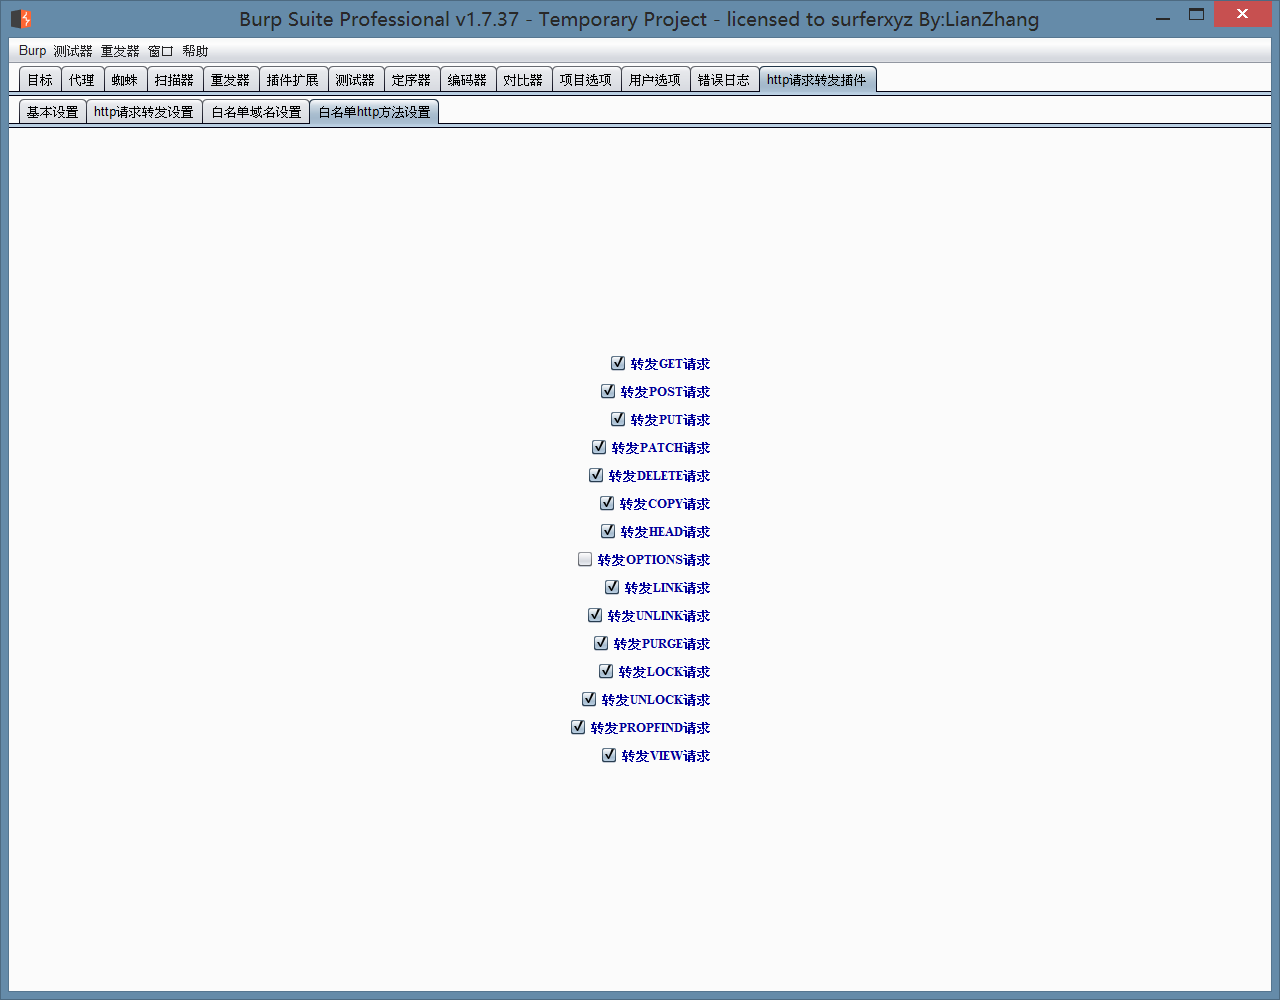 Burp Suite Professional v1.7.37 - Temporary Project - licensed to surferxyz By:LianZhang
Burp 测试器 重发器 窗口 帮助
目标 代理 蜘蛛 扫描器 重发器 插件扩展 测试器 定序器 编码器 对比器 项目选项 用户选项 错误日志 http请求转发插件
基本设置 http请求转发设置 白名单域名设置 白名单http方法设置
转发GET请求
转发POST请求
转发PUT请求
转发PATCH请求
转发DELETE请求
转发COPY请求
转发HEAD请求
转发OPTIONS请求
转发LINK请求
转发UNLINK请求
转发PURGE请求
转发LOCK请求
转发UNLOCK请求
转发PROPFIND请求
转发VIEW请求